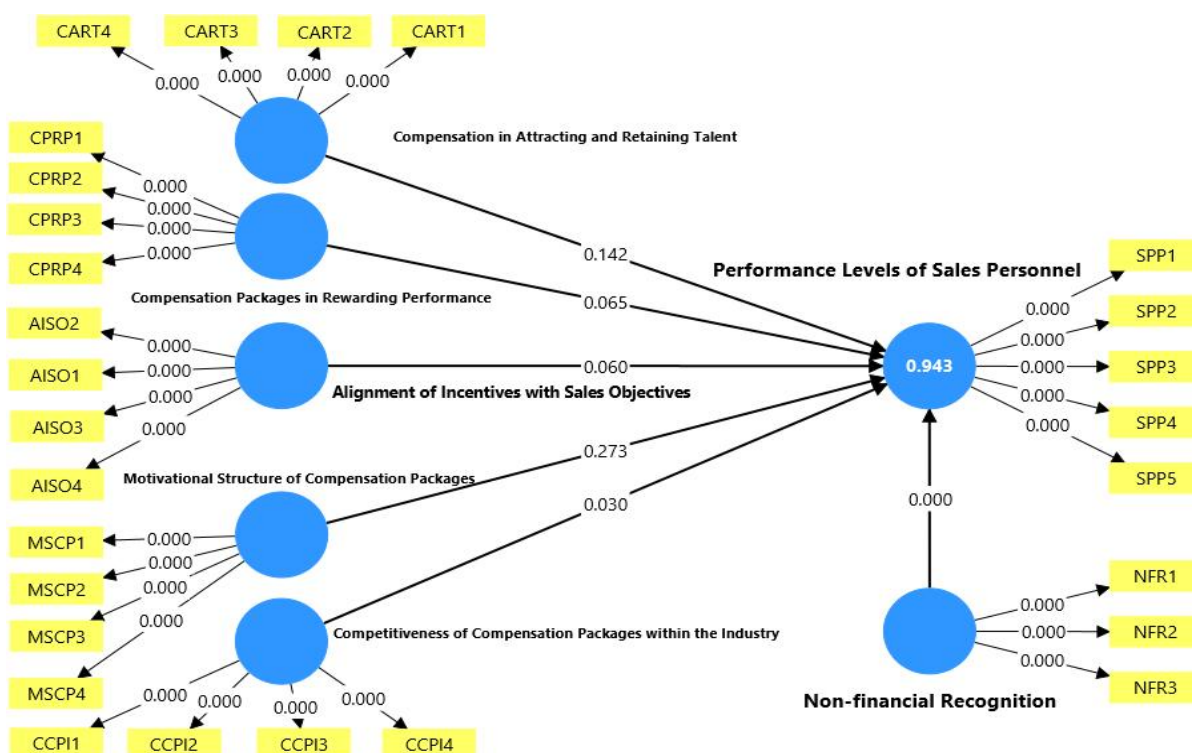 CART4
CART3
CART2
CART1
0.000
0.000
0.000
0.000
Compensation in Attracting and Retaining Talent
CPRP1
CPRP2
CPRP3
CPRP4
0.000
0.000
0.000
0.000
Compensation Packages in Rewarding Performance
AISO2
AISO1
AISO3
AISO4
0.000
0.000
0.000
0.000
Alignment of Incentives with Sales Objectives
Motivational Structure of Compensation Packages
MSCP1
MSCP2
MSCP3
MSCP4
0.000
0.000
0.000
0.000
Competitiveness of Compensation Packages within the Industry
0.000
0.000
0.000
0.000
CCPI1
CCPI2
CCPI3
CCPI4
0.142
0.065
0.060
0.273
0.030
Performance Levels of Sales Personnel
0.943
0.000
0.000
0.000
0.000
0.000
SPP1
SPP2
SPP3
SPP4
SPP5
0.000
0.000
0.000
0.000
NFR1
NFR2
NFR3
Non-financial Recognition